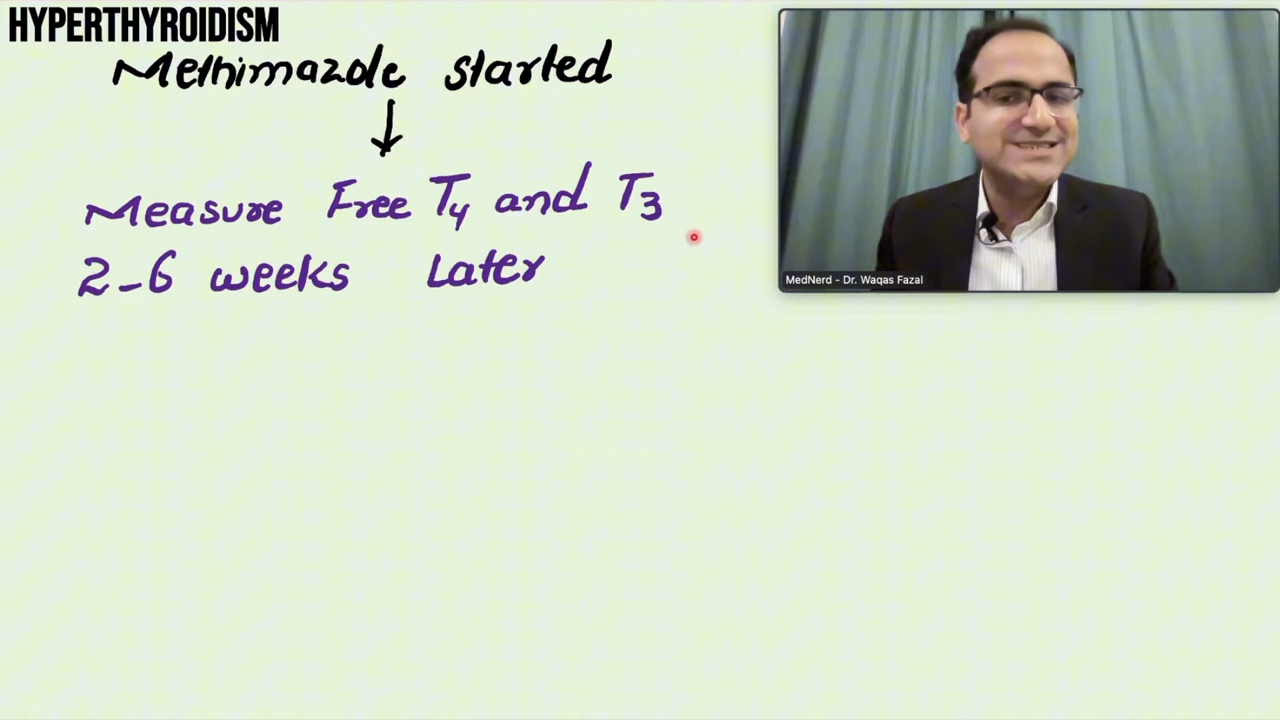 HYPERTHYROIDISM
Methimazole started
Measure Free T4 and T3
2-6 weeks Later
MedNerd - Dr. Waqas Fazal